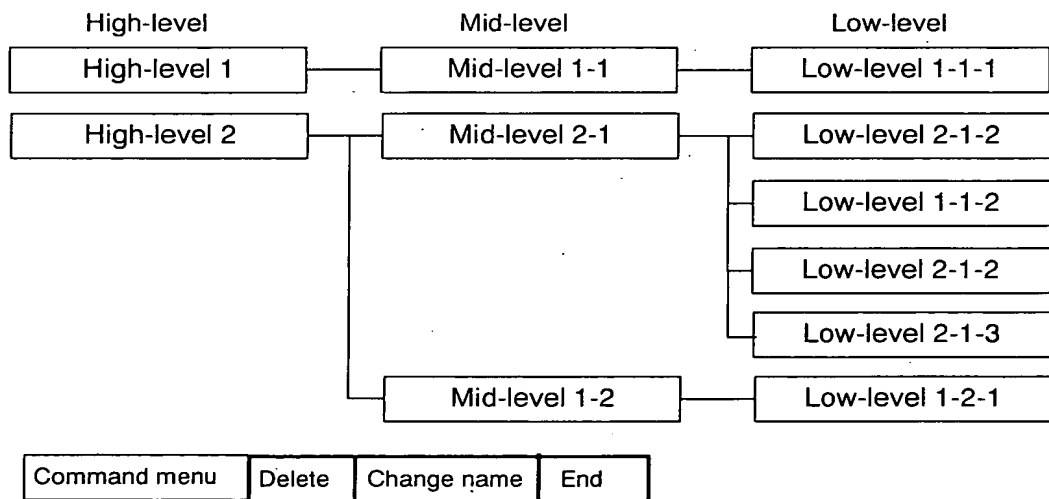 High-level Mid-level Low-level
High-level 1 Mid-level 1-1 Low-level 1-1-1
High-level 2 Mid-level 2-1 Low-level 2-1-2
Low-level 1-1-2
Low-level 2-1-2
Low-level 2-1-3
Mid-level 1-2 Low-level 1-2-1
Command menu Delete Change name End